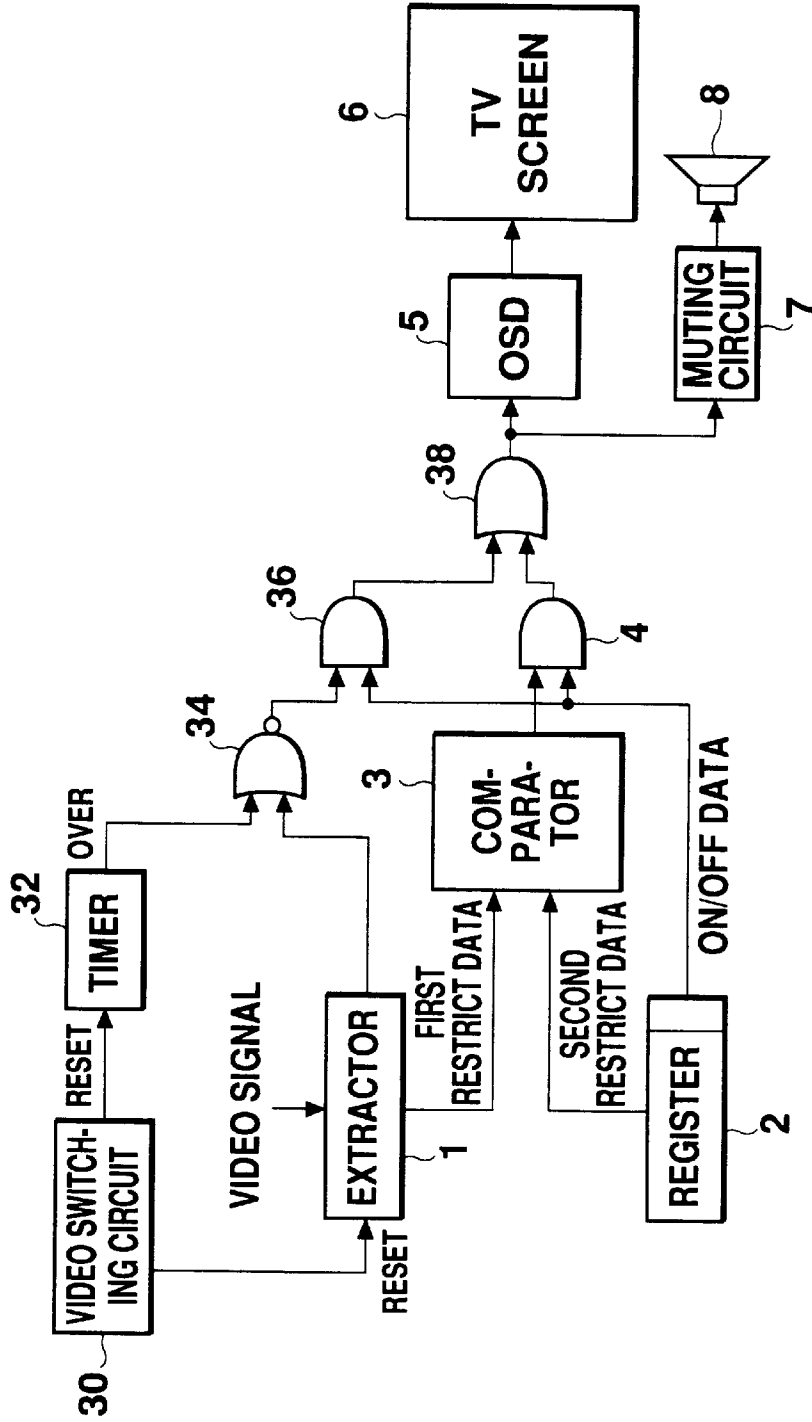 30
VIDEO SWITCH-
ING CIRCUIT
RESET
32
TIMER
OVER
RESET
VIDEO SIGNAL
EXTRACTOR
1
FIRST
RESTRICT DATA
34
36
3
COM-
PARA-
TOR
SECOND
RESTRICT DATA
REGISTER
2
ON/OFF DATA
4
38
5
OSD
6
TV
SCREEN
MUTING
CIRCUIT
7
8